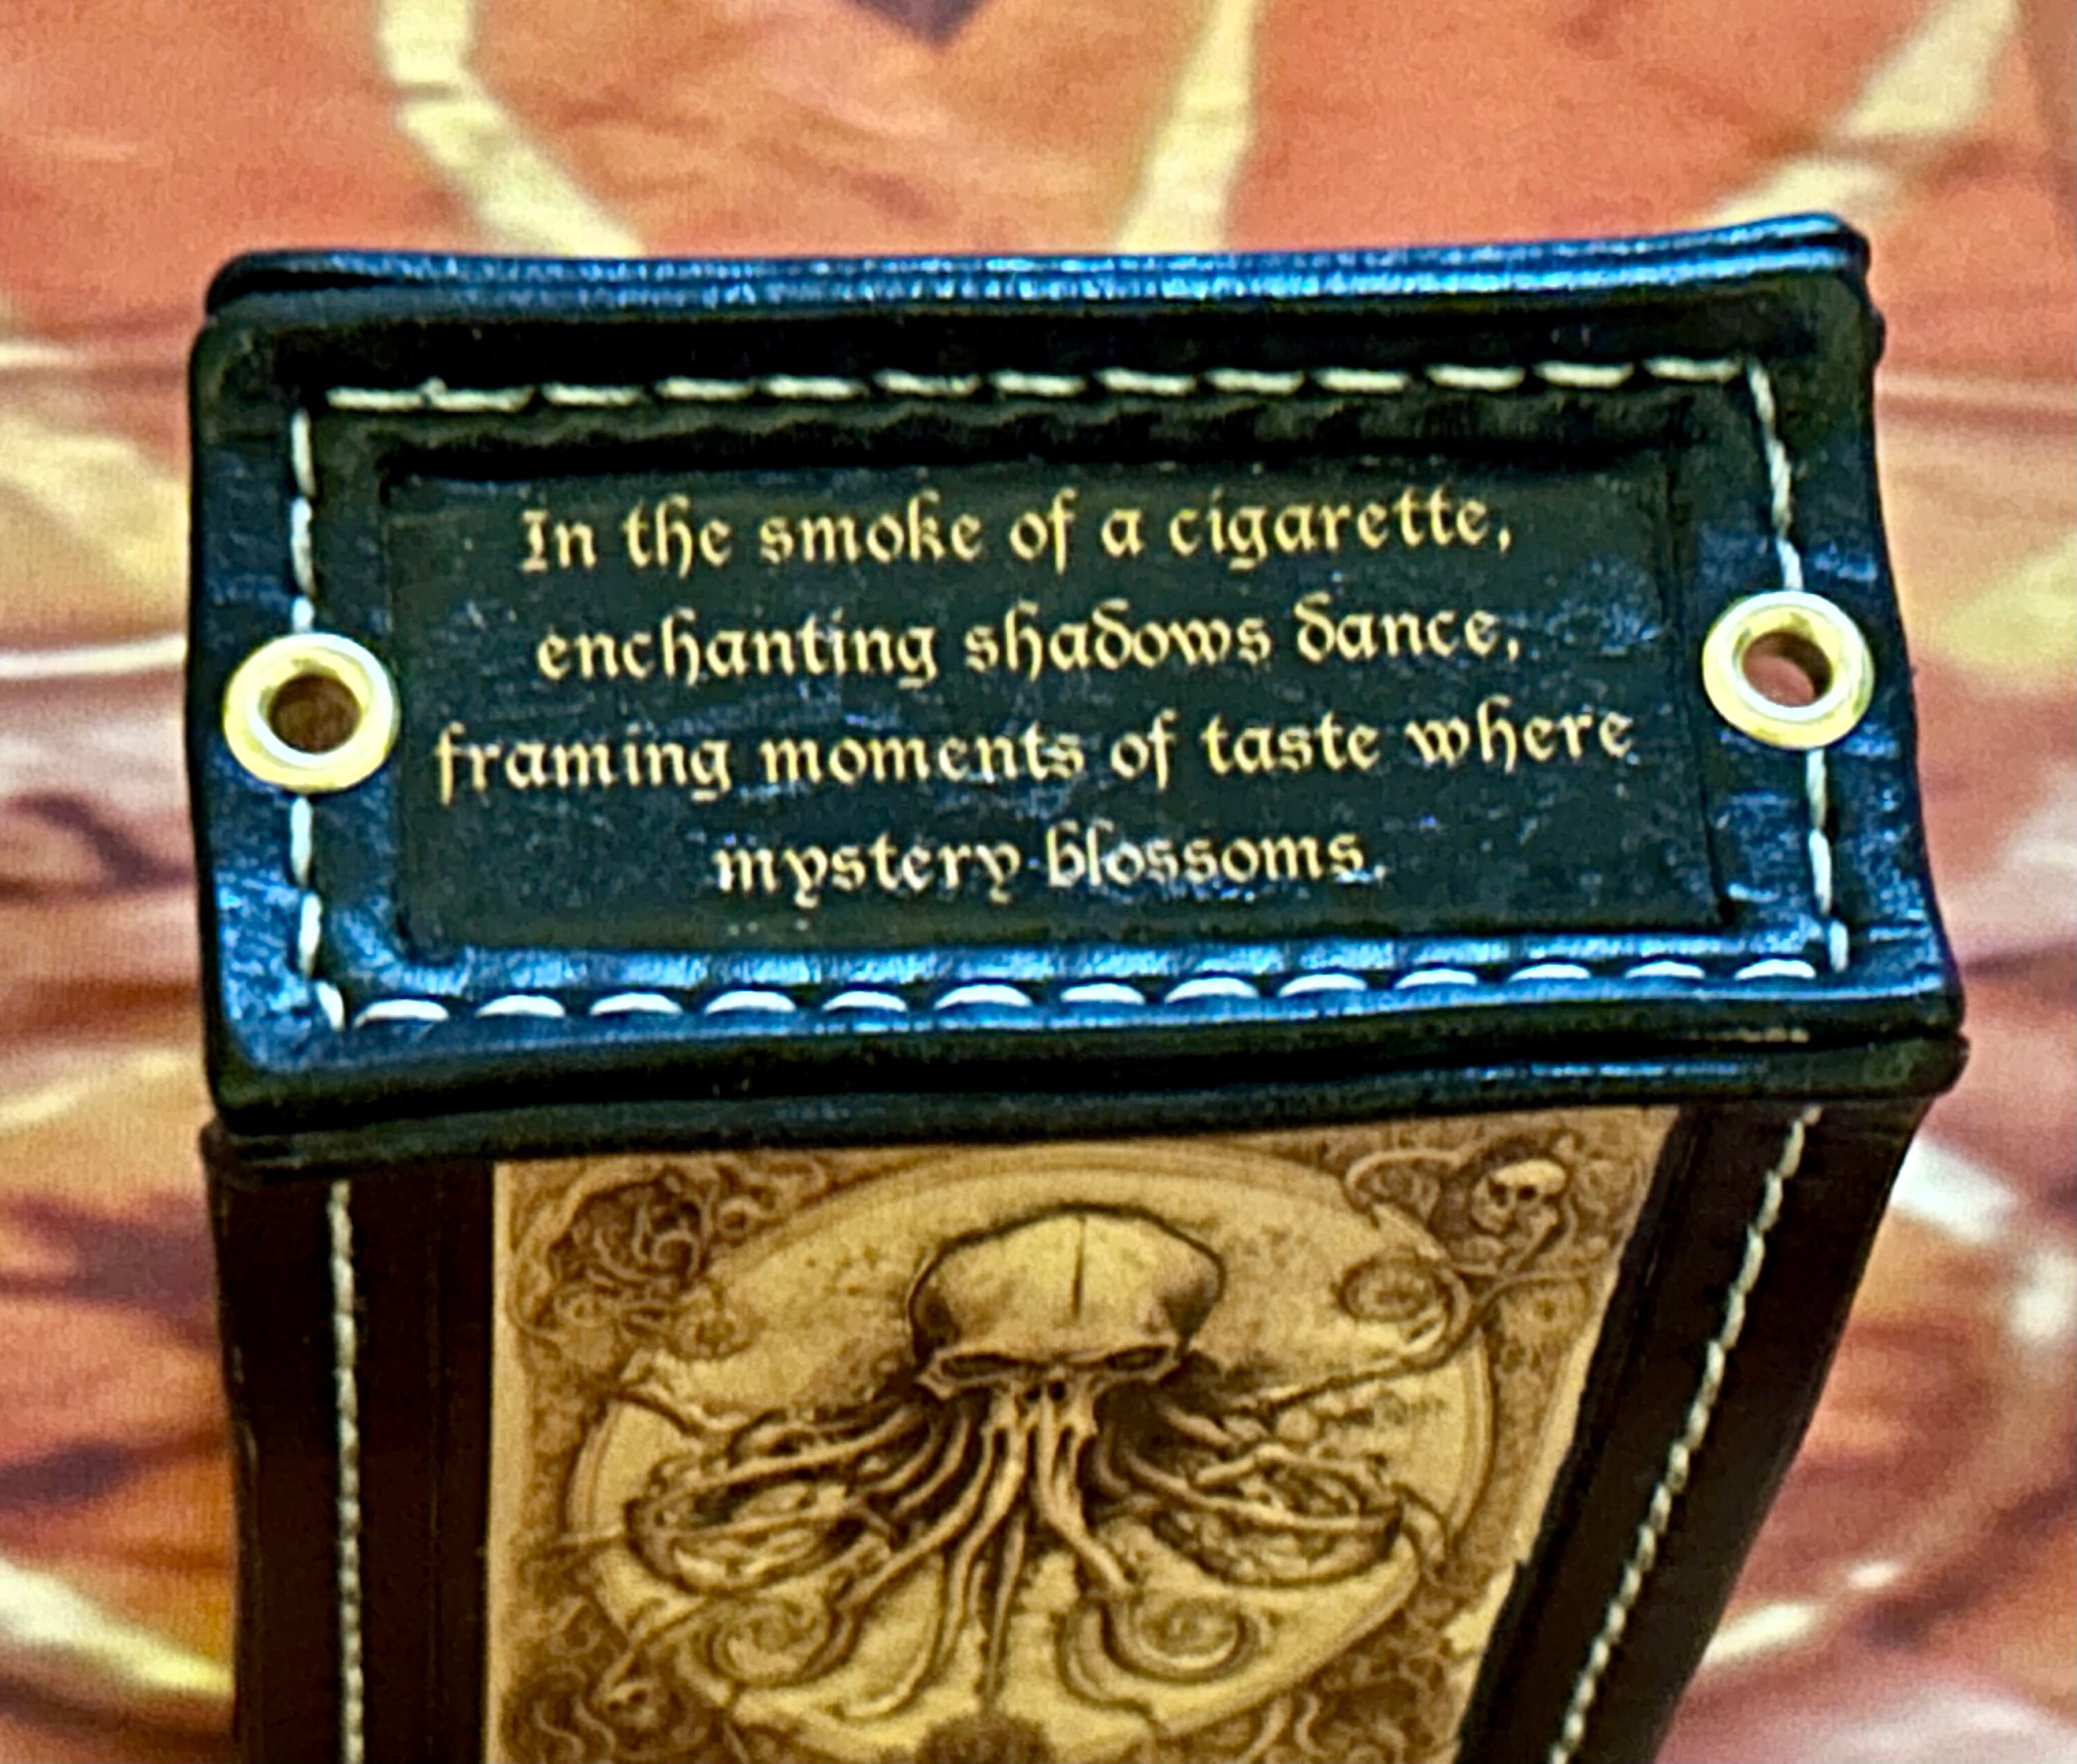 In the smoke of a cigarette,
enchanting shadows dance,
framing moments of taste where
mystery blossoms.